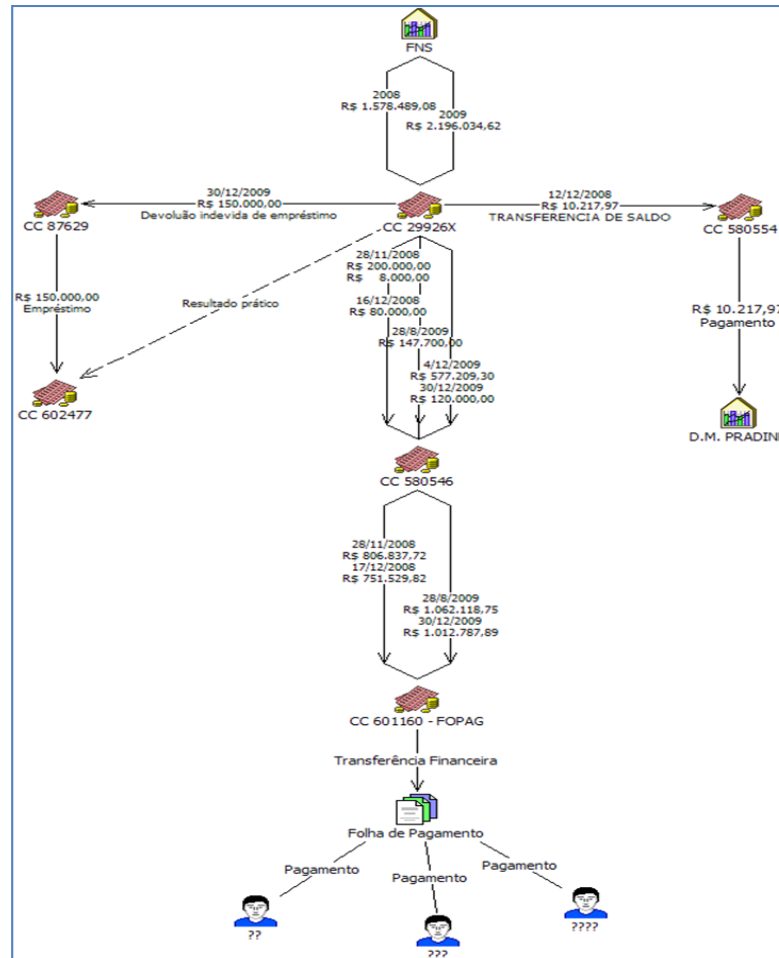 FNS
2008
R$ 1.578.489,08
2009
R$ 2.196.034,62
30/12/2009
R$ 150.000,00
Devoluão indevida de empréstimo
12/12/2008
R$ 10.217,97
TRANSFERENCIA DE SALDO
CC 87629
CC 29926X
CC 580554
28/11/2008
R$ 200.000,00
R$ 8.000,00
16/12/2008
R$ 80.000,00
28/8/2009
R$ 147.700,00
4/12/2009
R$ 577.209,30
30/12/2009
R$ 120.000,00
R$ 150.000,00
Empréstimo
Resultado prático
R$ 10.217,97
Pagamento
CC 602477
D.M. PRADINI
CC 580546
28/11/2008
R$ 806.837,72
17/12/2008
R$ 751.529,82
28/8/2009
R$ 1.062.118,75
30/12/2009
R$ 1.012.787,89
CC 601160 - FOPAG
Transferência Financeira
Folha de Pagamento
Pagamento
Pagamento
Pagamento
??
???
????